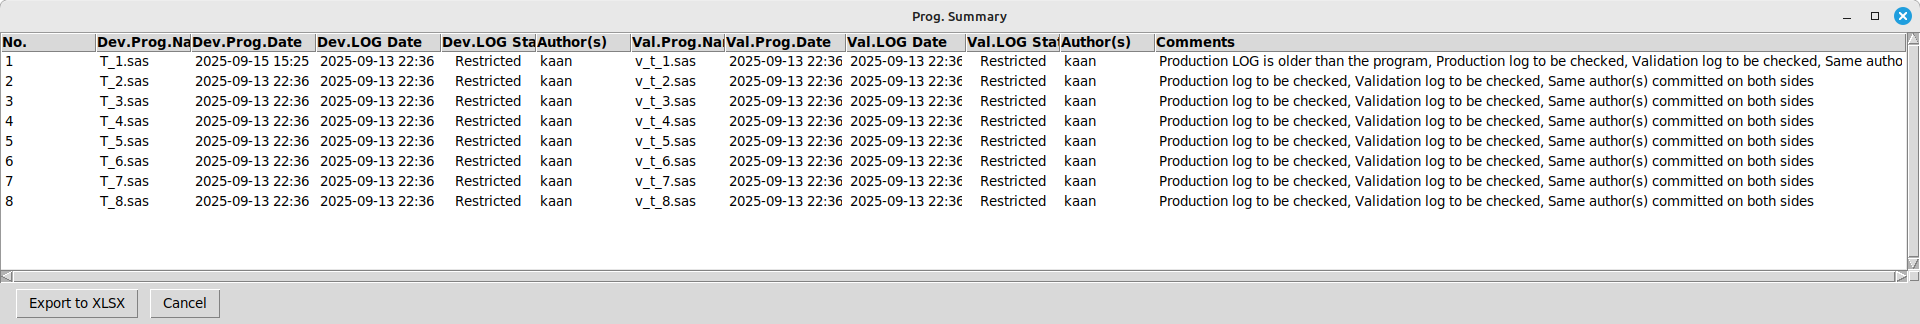 Prog. Summary
No. Dev.Prog.Na Dev.Prog.Date Dev.LOG Date Dev.LOG Sta Author(s) Val.Prog.Nai Val.Prog.Date Val.LOG Date Val.LOG Stat Author(s) Comments
1 T_1.sas 2025-09-15 15:25 2025-09-13 22:36 Restricted kaan v_t_1.sas 2025-09-13 22:36 2025-09-13 22:36 Restricted kaan Production LOG is older than the program, Production log to be checked, Validation log to be checked, Same autho
2 T_2.sas 2025-09-13 22:36 2025-09-13 22:36 Restricted kaan v_t_2.sas 2025-09-13 22:36 2025-09-13 22:36 Restricted kaan Production log to be checked, Validation log to be checked, Same author(s) committed on both sides
3 T_3.sas 2025-09-13 22:36 2025-09-13 22:36 Restricted kaan v_t_3.sas 2025-09-13 22:36 2025-09-13 22:36 Restricted kaan Production log to be checked, Validation log to be checked, Same author(s) committed on both sides
4 T_4.sas 2025-09-13 22:36 2025-09-13 22:36 Restricted kaan v_t_4.sas 2025-09-13 22:36 2025-09-13 22:36 Restricted kaan Production log to be checked, Validation log to be checked, Same author(s) committed on both sides
5 T_5.sas 2025-09-13 22:36 2025-09-13 22:36 Restricted kaan v_t_5.sas 2025-09-13 22:36 2025-09-13 22:36 Restricted kaan Production log to be checked, Validation log to be checked, Same author(s) committed on both sides
6 T_6.sas 2025-09-13 22:36 2025-09-13 22:36 Restricted kaan v_t_6.sas 2025-09-13 22:36 2025-09-13 22:36 Restricted kaan Production log to be checked, Validation log to be checked, Same author(s) committed on both sides
7 T_7.sas 2025-09-13 22:36 2025-09-13 22:36 Restricted kaan v_t_7.sas 2025-09-13 22:36 2025-09-13 22:36 Restricted kaan Production log to be checked, Validation log to be checked, Same author(s) committed on both sides
8 T_8.sas 2025-09-13 22:36 2025-09-13 22:36 Restricted kaan v_t_8.sas 2025-09-13 22:36 2025-09-13 22:36 Restricted kaan Production log to be checked, Validation log to be checked, Same author(s) committed on both sides
Export to XLSX Cancel